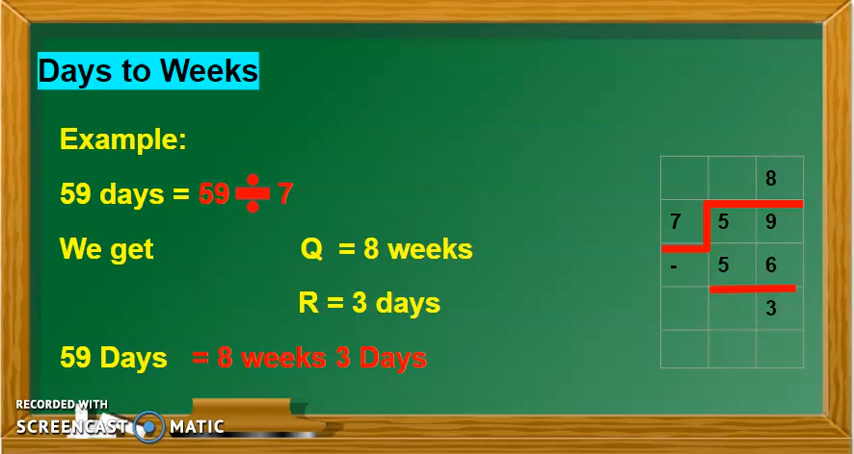 Days to Weeks
Example:
59 days = 59 ÷ 7
We get Q = 8 weeks
R = 3 days
59 Days = 8 weeks 3 Days
8
7 5 9
- 5 6
3
RECORDED WITH
SCREENCAST MATIC